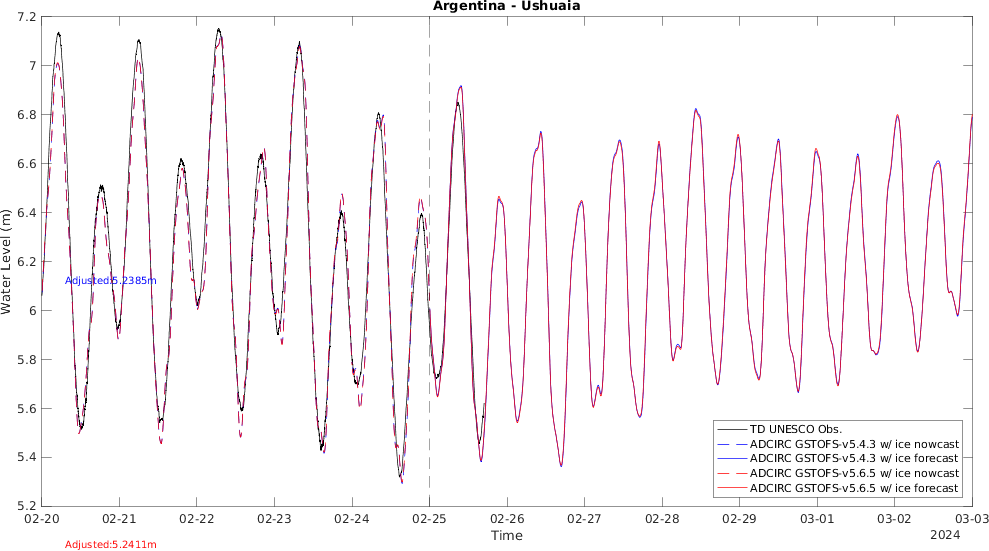 Argentina - Ushuaia
7.2
7
6.8
6.6
6.4
6.2
6
5.8
5.6
5.4
5.2
Water Level (m)
Adjusted:5.2385m
TD UNESCO Obs.
ADCIRC GSTOFS-v5.4.3 w/ ice nowcast
ADCIRC GSTOFS-v5.4.3 w/ ice forecast
ADCIRC GSTOFS-v5.6.5 w/ ice nowcast
ADCIRC GSTOFS-v5.6.5 w/ ice forecast
02-20 02-21 02-22 02-23 02-24 02-25 02-26 02-27 02-28 02-29 03-01 03-02 03-03
Time
2024
Adjusted:5.2411m